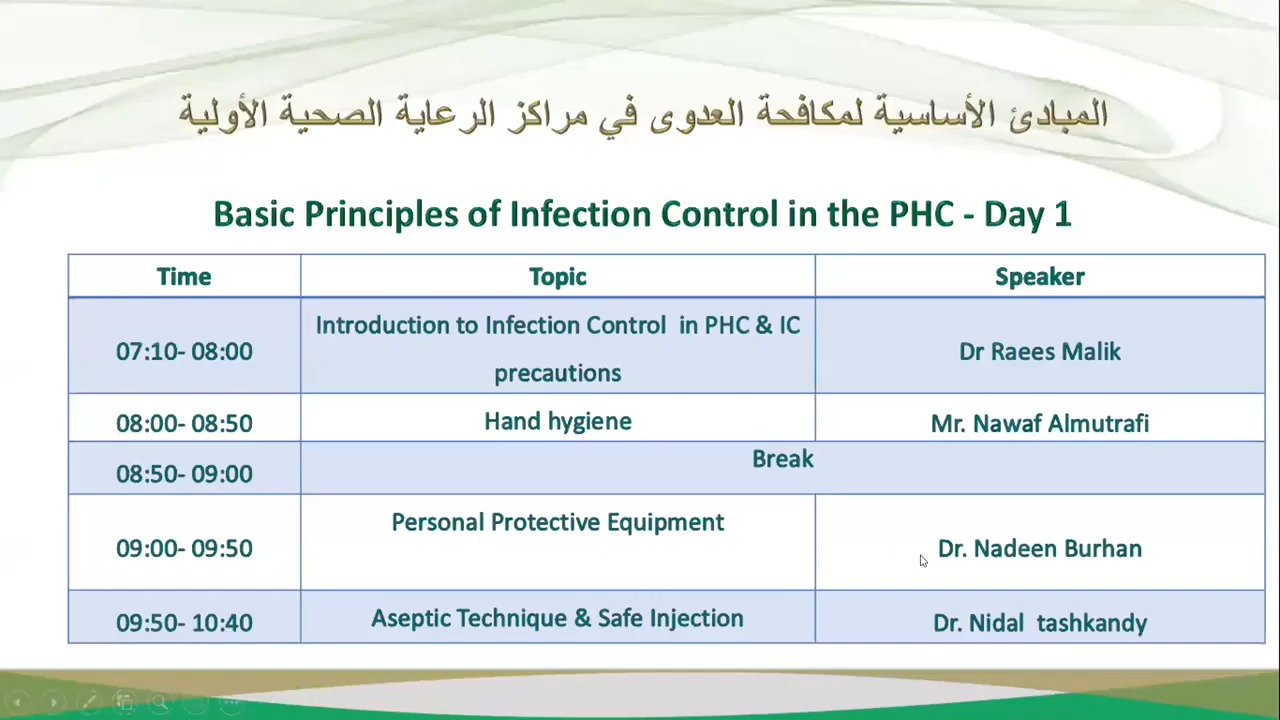 المبادئ الأساسية لمكافحة العدوى في مراكز الرعاية الصحية الأولية
Basic Principles of Infection Control in the PHC - Day 1
Time Topic Speaker
07:10- 08:00 Introduction to Infection Control in PHC & IC precautions Dr Raees Malik
08:00- 08:50 Hand hygiene Mr. Nawaf Almutrafi
08:50- 09:00 Break
09:00- 09:50 Personal Protective Equipment Dr. Nadeen Burhan
09:50- 10:40 Aseptic Technique & Safe Injection Dr. Nidal tashkandy